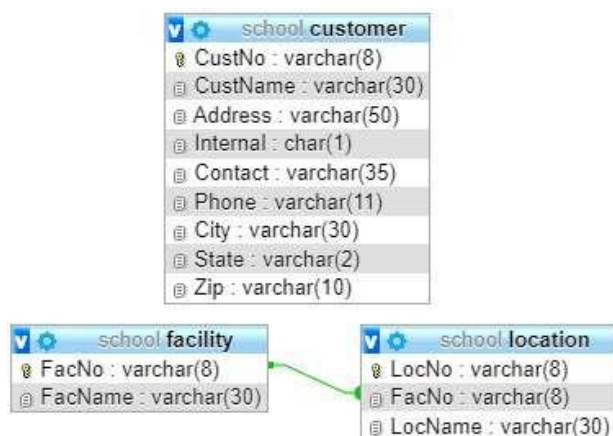 v school customer
CustNo : varchar(8)
CustName : varchar(30)
Address : varchar(50)
Internal : char(1)
Contact : varchar(35)
Phone : varchar(11)
City : varchar(30)
State : varchar(2)
Zip : varchar(10)
v school facility
FacNo : varchar(8)
FacName : varchar(30)
v school location
LocNo : varchar(8)
FacNo : varchar(8)
LocName : varchar(30)